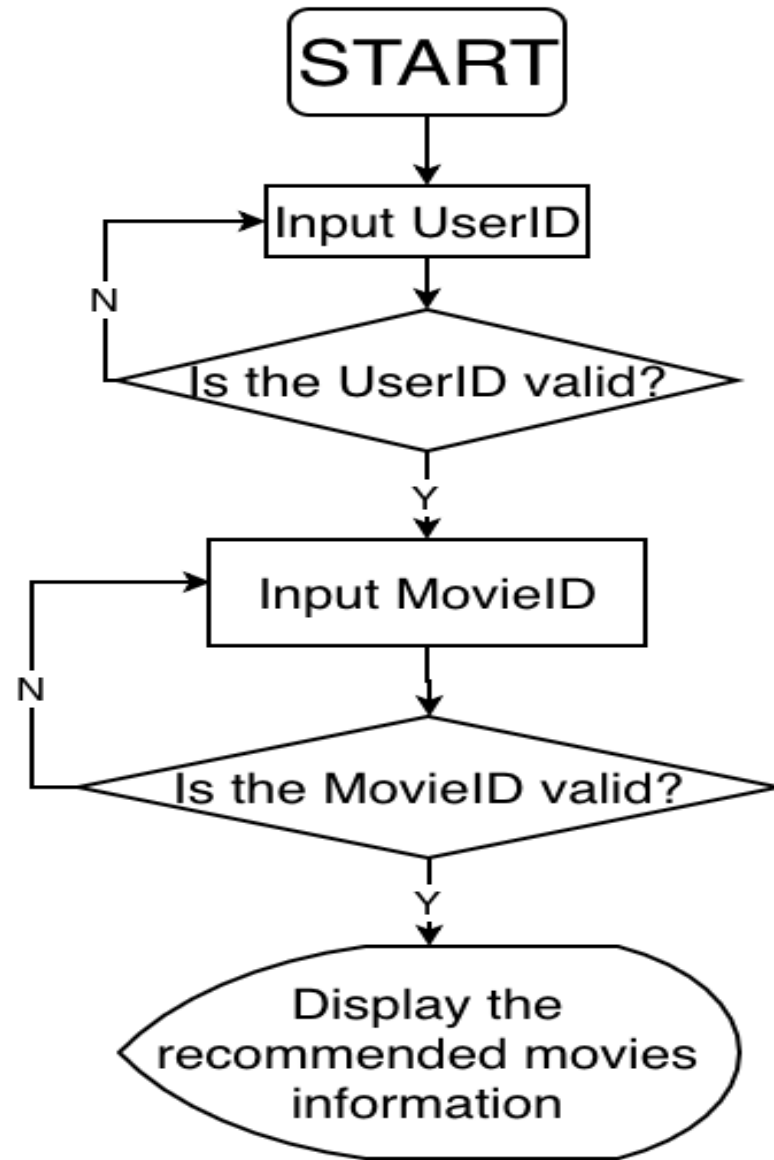 START
Input UserID
N
Is the UserID valid?
Y
Input MovieID
N
Is the MovieID valid?
Y
Display the
recommended movies
information